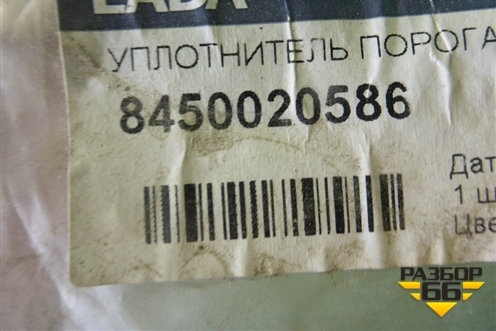 LADA
УПЛОТНИТЕЛЬ ПОРОГА
8450020586
Дат
1 ш
Цве
РАЗБОР
66